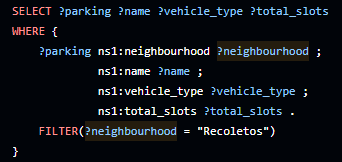 SELECT ?parking ?name ?vehicle_type ?total_slots
WHERE {
?parking ns1:neighbourhood ?neighbourhood ;
ns1:name ?name ;
ns1:vehicle_type ?vehicle_type ;
ns1:total_slots ?total_slots .
FILTER(?neighbourhood = "Recoletos")
}